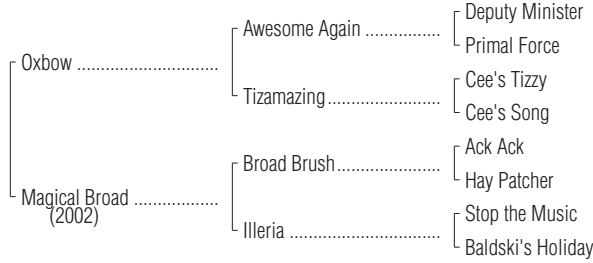 Deputy Minister
Awesome Again ................
Primal Force
Oxbow ..............................
Cee's Tizzy
Tizamazing........................
Cee's Song
Ack Ack
Broad Brush......................
Hay Patcher
Magical Broad ..................
(2002)
Stop the Music
Illeria ................................
Baldski's Holiday